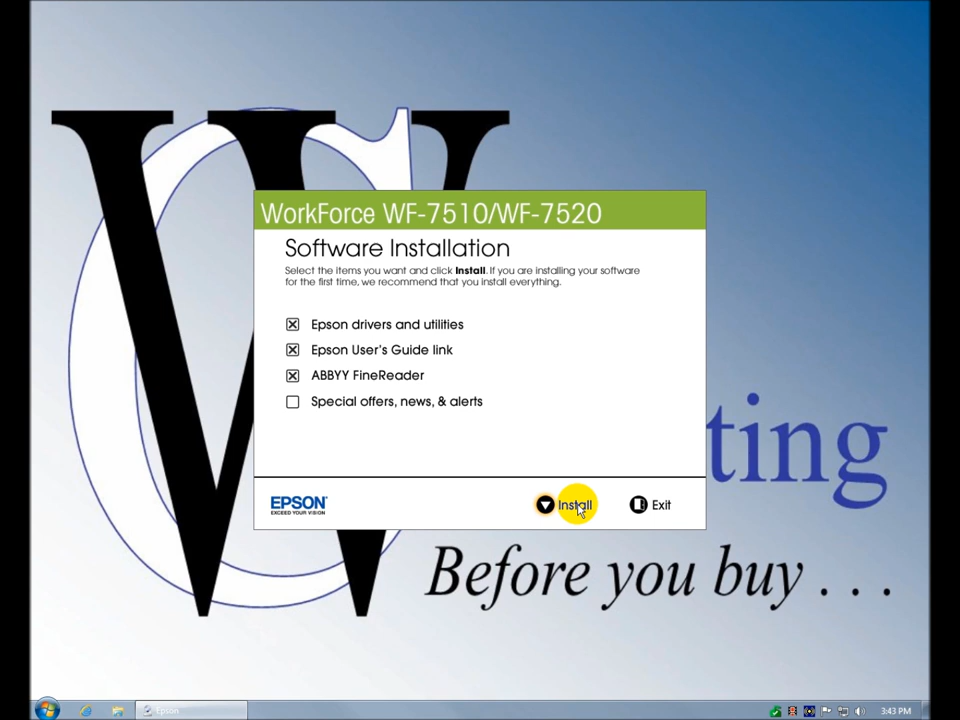 WorkForce WF-7510/WF-7520
Software Installation
Select the items you want and click Install. If you are installing your software
for the first time, we recommend that you install everything.
Epson drivers and utilities
Epson User's Guide link
ABBYY FineReader
Special offers, news, & alerts
ting
EPSON
EXCEED YOUR VISION
Install
Exit
Before you buy . . .
Epson
3:43 PM